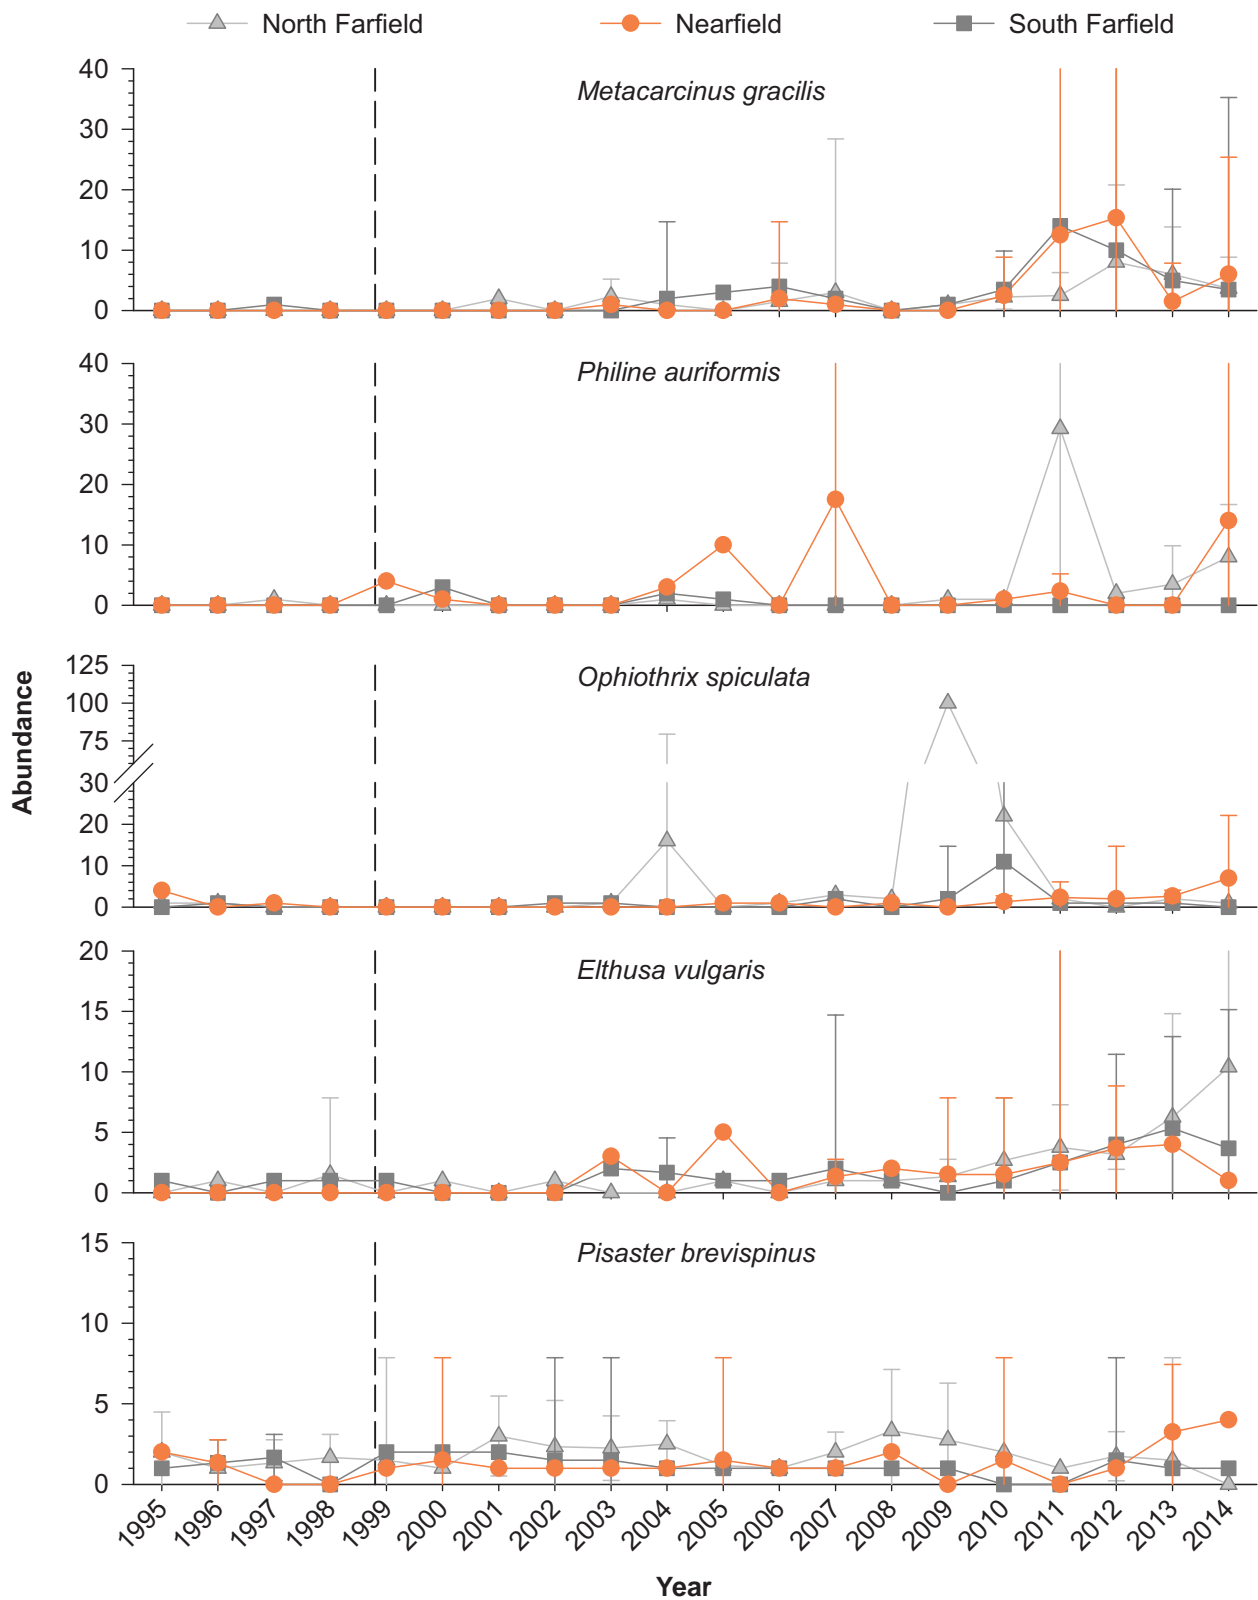 North Farfield Nearfield South Farfield
Metacarcinus gracilis
40
30
20
10
0
Philine auriformis
40
30
20
10
0
Abundance
Ophiothrix spiculata
125
100
75
30
20
10
0
Elthusa vulgaris
20
15
10
5
0
Pisaster brevispinus
15
10
5
0
1995 1996 1997 1998 1999 2000 2001 2002 2003 2004 2005 2006 2007 2008 2009 2010 2011 2012 2013 2014
Year